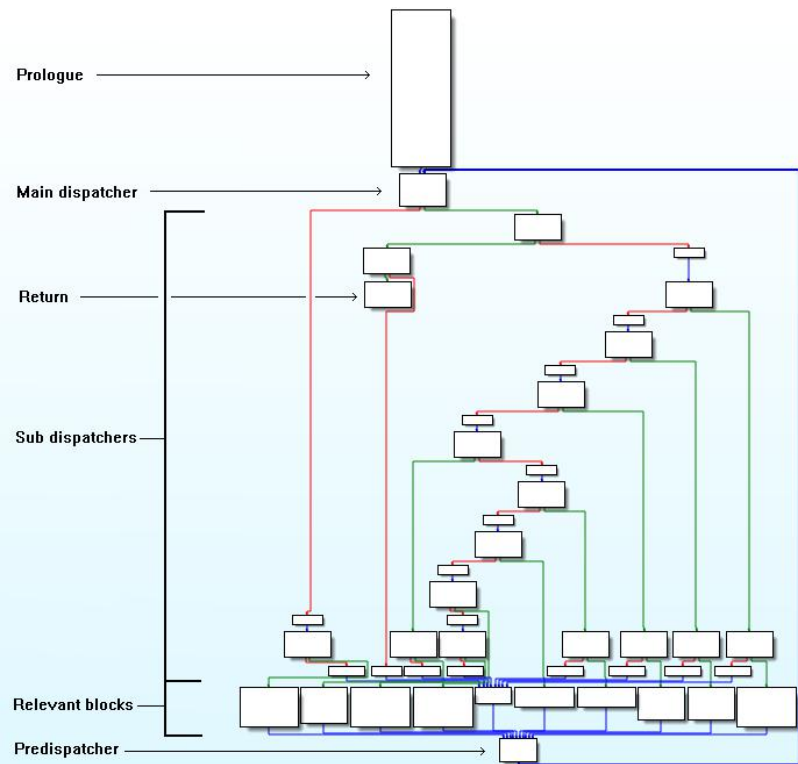 Prologue
Main dispatcher
Return
Sub dispatchers
Relevant blocks
Predispatcher